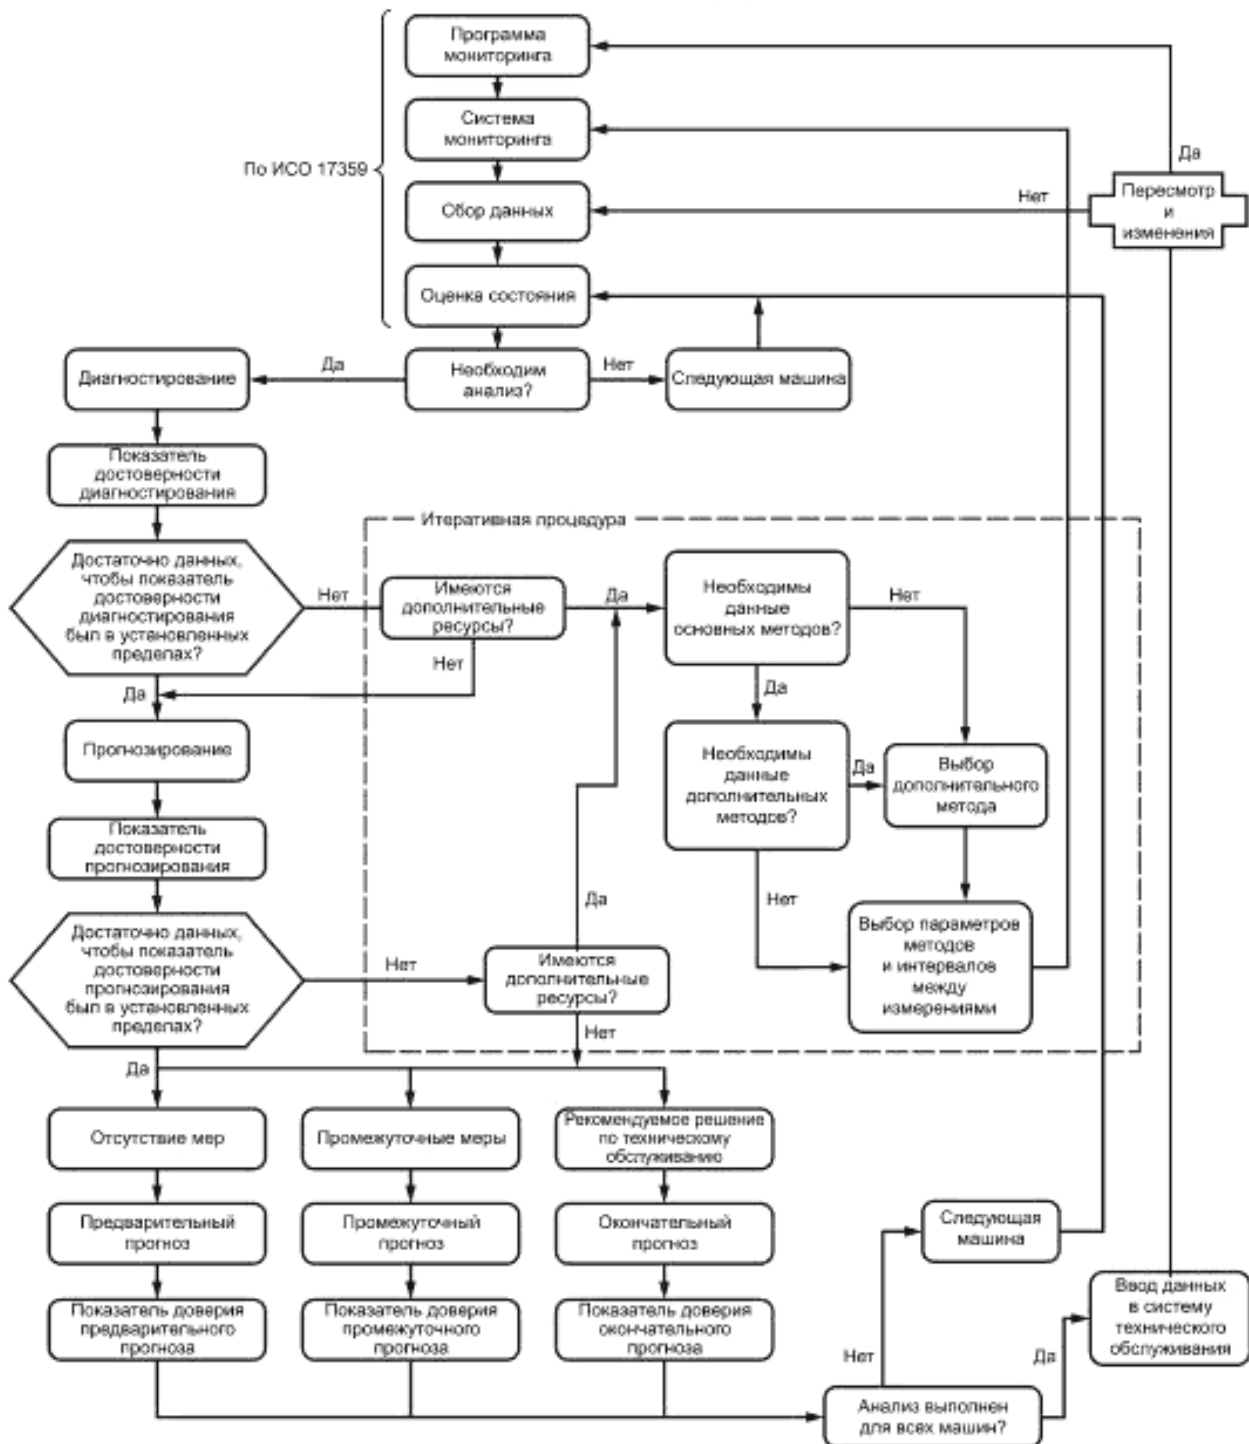 Программа
мониторинга
Система
мониторинга
По ИСО 17359
Да
Пересмотр
и
изменения
Нет
Сбор данных
Оценка состояния
Да
Необходим
анализ?
Нет
Следующая машина
Диагностирование
Показатель
достоверности
диагностирования
Итеративная процедура
Достаточно данных,
чтобы показатель
достоверности
диагностирования
был в установленных
пределах?
Нет
Имеются
дополнительные
ресурсы?
Да
Необходимы
данные
основных методов?
Нет
Нет
Да
Да
Прогнозирование
Необходимы
данные
дополнительных
методов?
Да
Выбор
дополнительного
метода
Показатель
достоверности
прогнозирования
Да
Нет
Выбор параметров
методов
и интервалов
между
измерениями
Достаточно данных,
чтобы показатель
достоверности
прогнозирования
был в установленных
пределах?
Нет
Имеются
дополнительные
ресурсы?
Нет
Да
Отсутствие мер
Промежуточные меры
Рекомендуемое решение
по техническому
обслуживанию
Предварительный
прогноз
Промежуточный
прогноз
Окончательный
прогноз
Следующая
машина
Показатель доверия
предварительного
прогноза
Показатель доверия
промежуточного
прогноза
Показатель доверия
окончательного
прогноза
Ввод данных
в систему
технического
обслуживания
Нет
Да
Анализ выполнен
для всех машин?